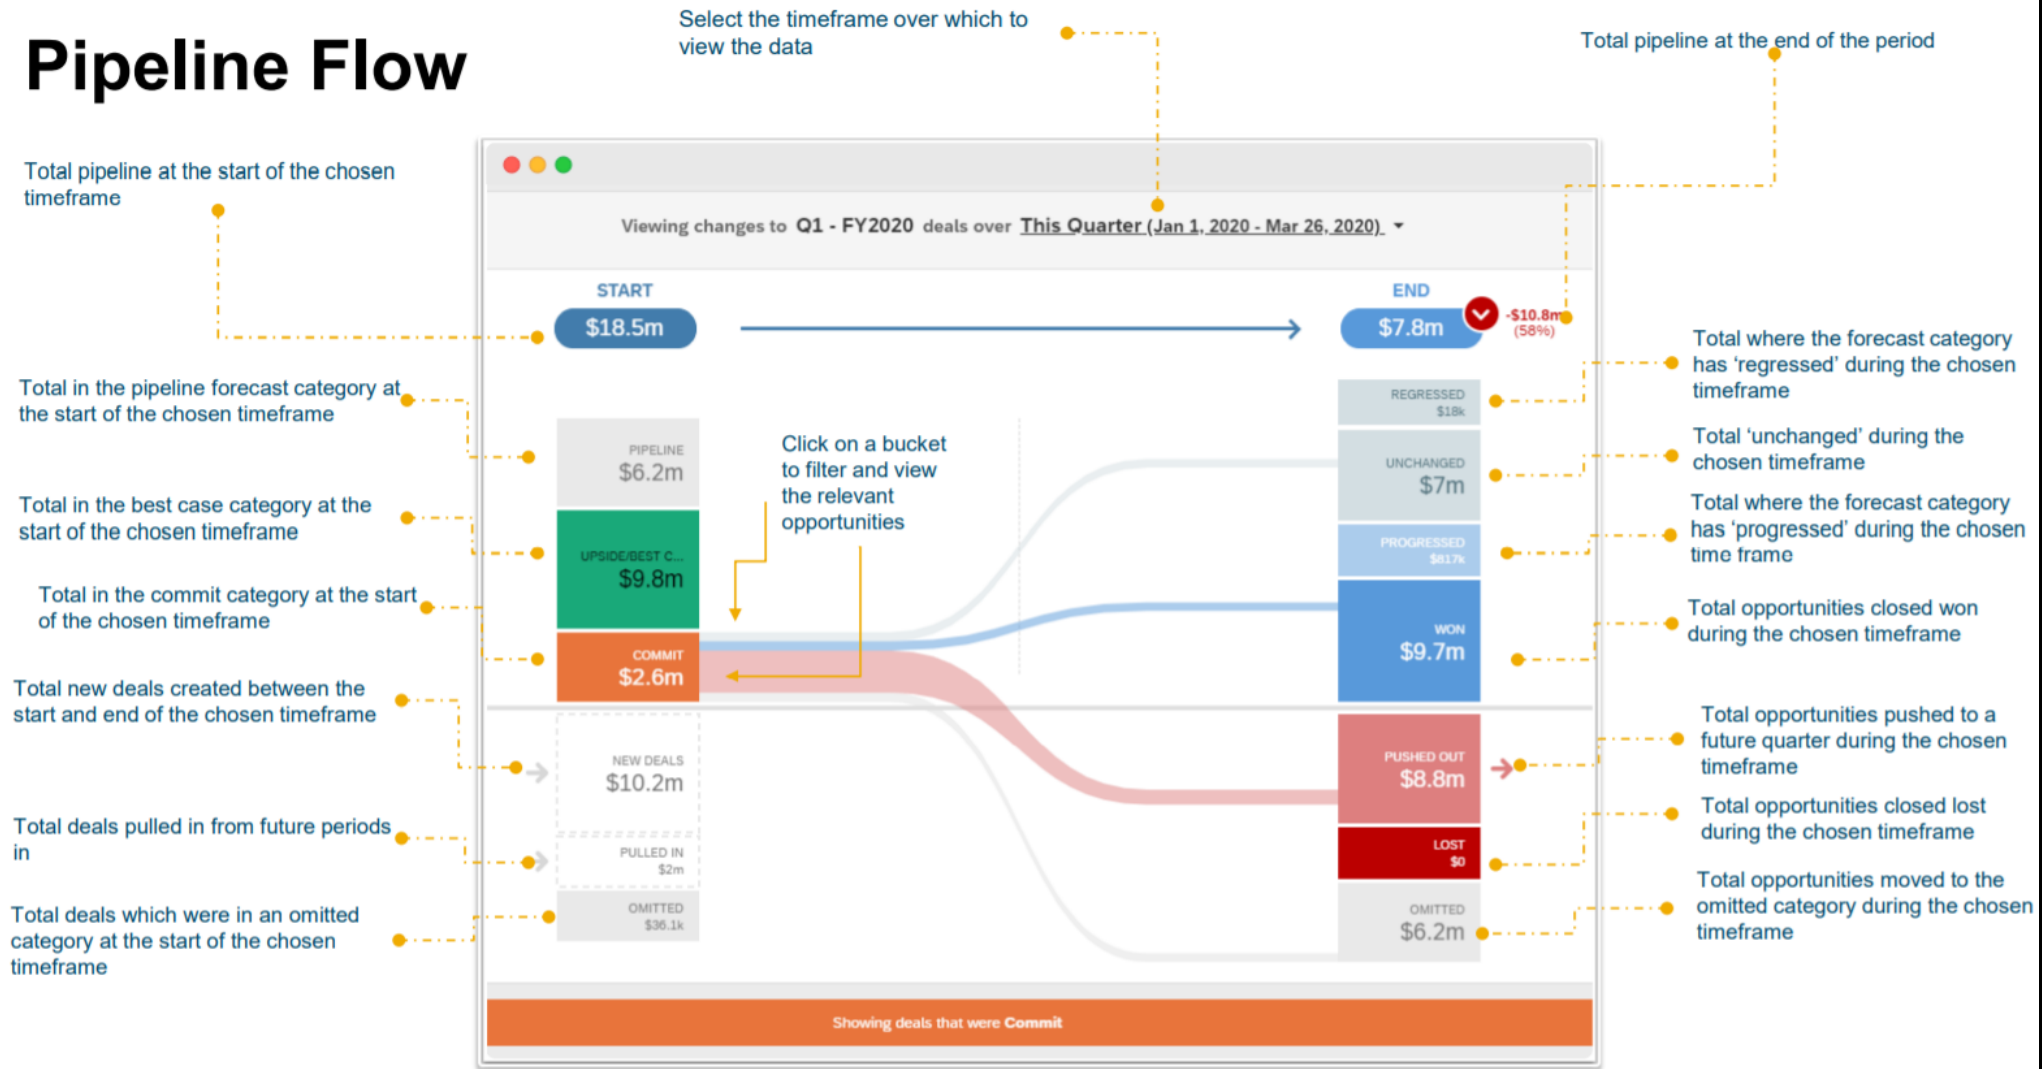 Pipeline Flow
Select the timeframe over which to
view the data
Total pipeline at the end of the period
Total pipeline at the start of the chosen
timeframe
Viewing changes to Q1 - FY2020 deals over This Quarter (Jan 1, 2020 - Mar 26, 2020)
START
$18.5m
END
$7.8m
-$10.8m
(58%)
Total in the pipeline forecast category at
the start of the chosen timeframe
Total in the best case category at the
start of the chosen timeframe
Total in the commit category at the start
of the chosen timeframe
Total new deals created between the
start and end of the chosen timeframe
Total deals pulled in from future periods
in
Total deals which were in an omitted
category at the start of the chosen
timeframe
PIPELINE
$6.2m
UPSIDE/BEST C...
$9.8m
COMMIT
$2.6m
NEW DEALS
$10.2m
PULLED IN
$2m
OMITTED
$36.1k
Click on a bucket
to filter and view
the relevant
opportunities
REGRESSED
$18k
UNCHANGED
$7m
PROGRESSED
$817k
WON
$9.7m
PUSHED OUT
$8.8m
LOST
$0
OMITTED
$6.2m
Total where the forecast category
has ‘regressed’ during the chosen
timeframe
Total ‘unchanged’ during the
chosen timeframe
Total where the forecast category
has ‘progressed’ during the chosen
time frame
Total opportunities closed won
during the chosen timeframe
Total opportunities pushed to a
future quarter during the chosen
timeframe
Total opportunities closed lost
during the chosen timeframe
Total opportunities moved to the
omitted category during the chosen
timeframe
Showing deals that were Commit